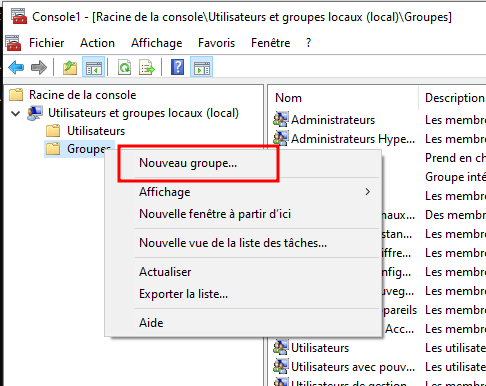 Console1 - [Racine de la console\Utilisateurs et groupes locaux (local)\Groupes]
Fichier Action Affichage Favoris Fenêtre ?
Racine de la console
Utilisateurs et groupes locaux (local)
Utilisateurs
Groupes
Nouveau groupe...
Affichage
Nouvelle fenêtre à partir d'ici
Nouvelle vue de la liste des tâches...
Actualiser
Exporter la liste...
Aide
Nom Description
Administrateurs Les membre
Administrateurs Hype... Les membre
Prend en ch
Groupe inté
naux... Les membre
stan... Les membre
iffre... Les membre
nfig... Les membre
uveg... Les membre
pareils Les membre
Acc... Les membre
Utilisateurs Les utilisate
Utilisateurs avec pouv... Les utilisate
Utilisateurs de gestion Les membre